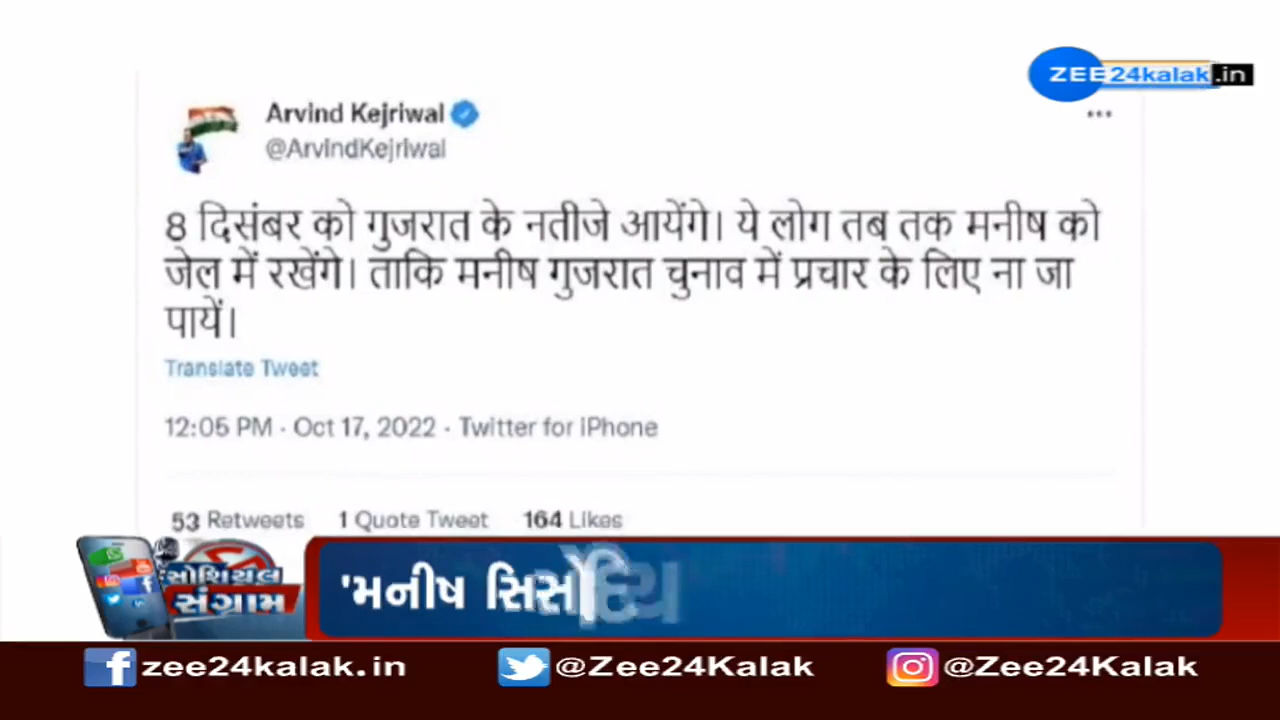 ZEE24kalak.in
Arvind Kejriwal
@ArvindKejriwal
8 दिसंबर को गुजरात के नतीजे आयेंगे। ये लोग तब तक मनीष को
जेल में रखेंगे। ताकि मनीष गुजरात चुनाव में प्रचार के लिए ना जा
पायें।
Translate Tweet
12:05 PM · Oct 17, 2022 · Twitter for iPhone
53 Retweets 1 Quote Tweet 164 Likes
સોશિયલ
સંગ્રામ
'મનીષ સિસોદિય
zee24kalak.in @Zee24Kalak @Zee24Kalak